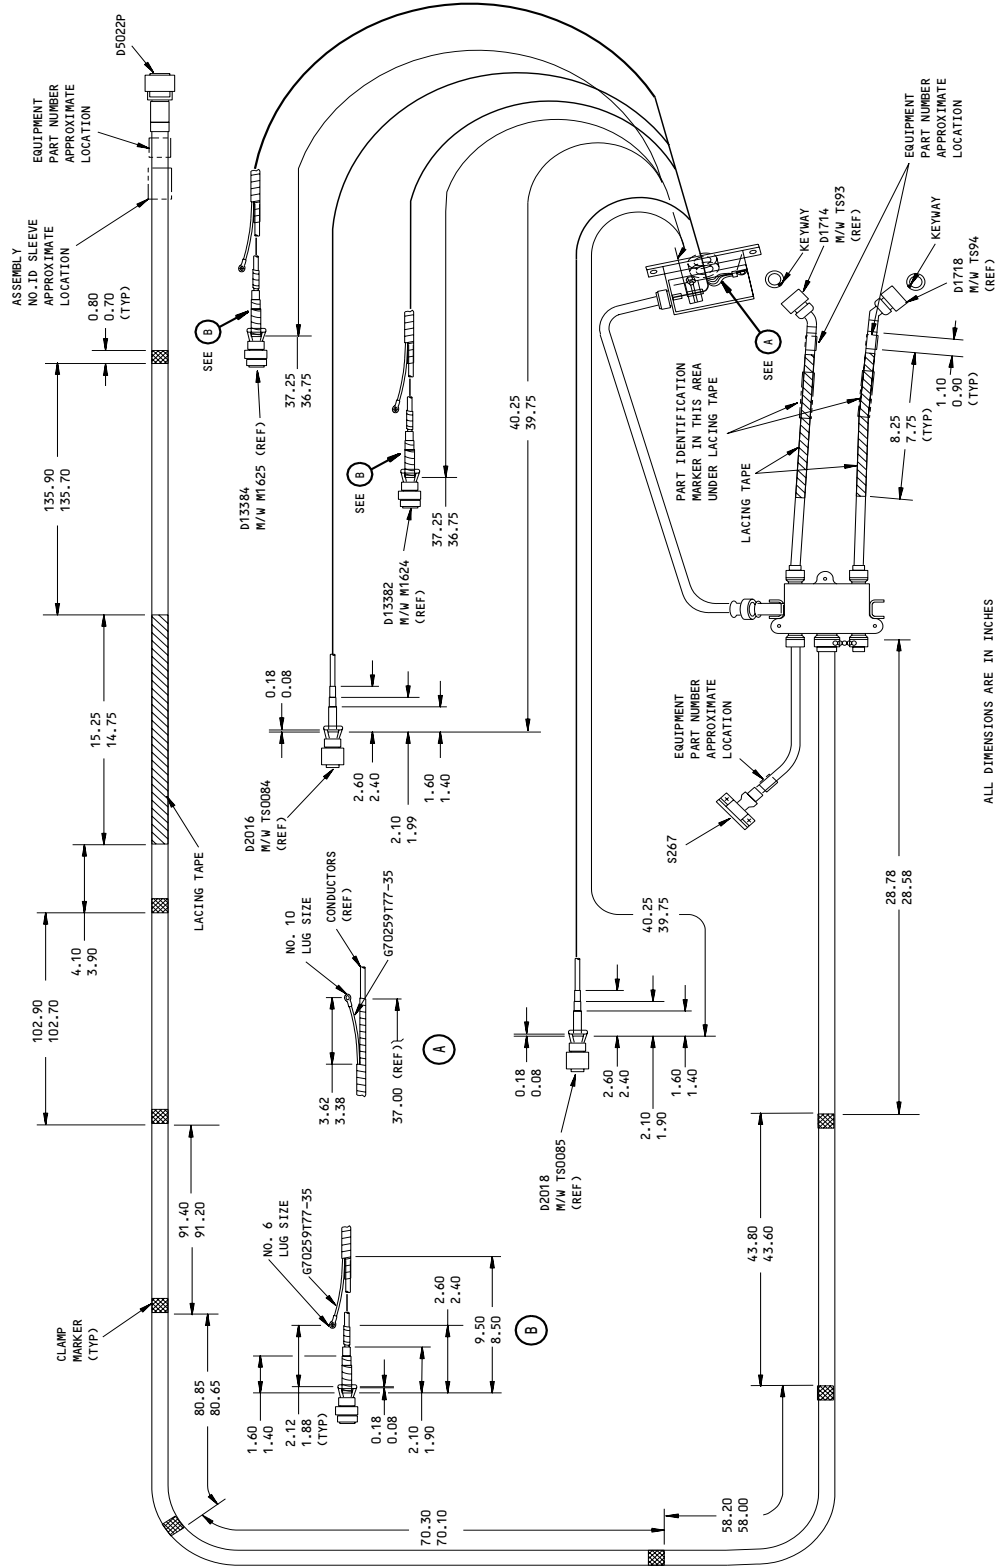 D5022P
EQUIPMENT
PART NUMBER
APPROXIMATE
LOCATION
ASSEMBLY
NO.ID SLEEVE
APPROXIMATE
LOCATION
0.80
0.70
(TYP)
135.90
135.70
15.25
14.75
LACING TAPE
4.10
3.90
102.90
102.70
91.40
91.20
CLAMP
MARKER
(TYP)
80.85
80.65
70.30
70.10
58.20
58.00
43.80
43.60
28.78
28.58
SEE B
D13384
M/W M1625 (REF)
37.25
36.75
SEE B
D13382
M/W M1624
(REF)
37.25
36.75
40.25
39.75
0.18
0.08
D2016
M/W TS0084
(REF)
2.60
2.40
2.10
1.99
1.60
1.40
NO. 10
LUG SIZE
CONDUCTORS
(REF)
G70259T77-35
3.62
3.38
37.00 (REF)
A
NO. 6
LUG SIZE
G70259T77-35
1.60
1.40
2.12
1.88
(TYP)
0.18
0.08
2.10
1.90
2.60
2.40
9.50
8.50
B
40.25
39.75
0.18
0.08
D2018
M/W TS0085
(REF)
2.60
2.40
2.10
1.90
1.60
1.40
SEE A
PART IDENTIFICATION
MARKER IN THIS AREA
UNDER LACING TAPE
LACING TAPE
KEYWAY
D1714
M/W TS93
(REF)
EQUIPMENT
PART NUMBER
APPROXIMATE
LOCATION
KEYWAY
D1718
M/W TS94
(REF)
1.10
0.90
(TYP)
8.25
7.75
(TYP)
EQUIPMENT
PART NUMBER
APPROXIMATE
LOCATION
S267
ALL DIMENSIONS ARE IN INCHES